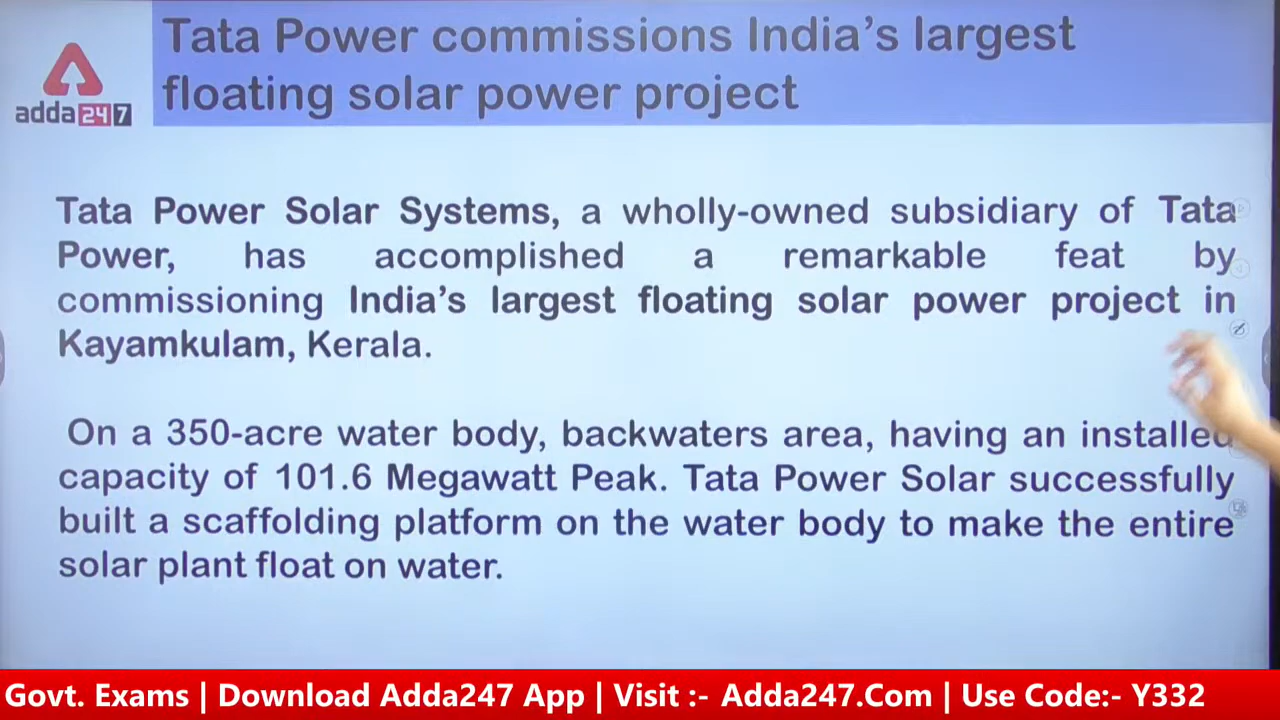 Tata Power commissions India's largest
floating solar power project
adda247
Tata Power Solar Systems, a wholly-owned subsidiary of Tata
Power, has accomplished a remarkable feat by
commissioning India's largest floating solar power project in
Kayamkulam, Kerala.
On a 350-acre water body, backwaters area, having an installed
capacity of 101.6 Megawatt Peak. Tata Power Solar successfully
built a scaffolding platform on the water body to make the entire
solar plant float on water.
Govt. Exams | Download Adda247 App | Visit :- Adda247.Com | Use Code:- Y332